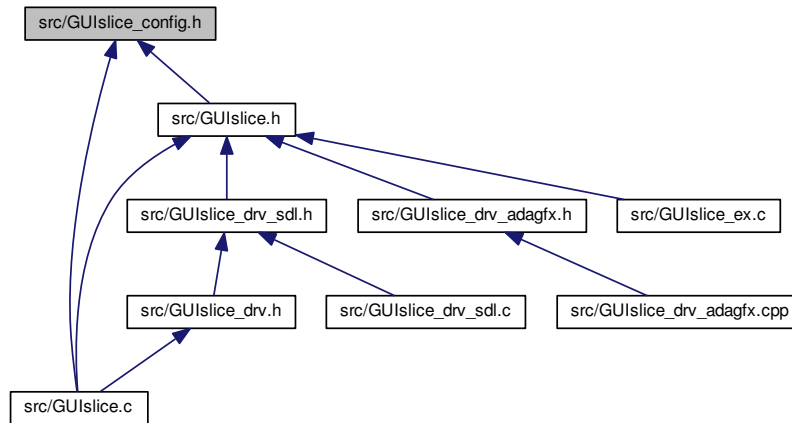 src/GUIslice_config.h
src/GUIslice.h
src/GUIslice_drv_sdl.h
src/GUIslice_drv_adagfx.h
src/GUIslice_ex.c
src/GUIslice_drv.h
src/GUIslice_drv_sdl.c
src/GUIslice_drv_adagfx.cpp
src/GUIslice.c